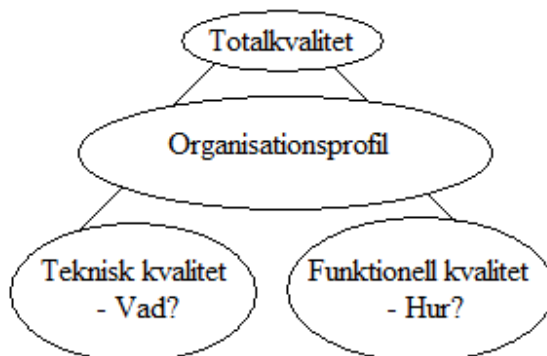 Totalkvalitet
Organisationsprofil
Teknisk kvalitet
- Vad?
Funktionell kvalitet
- Hur?